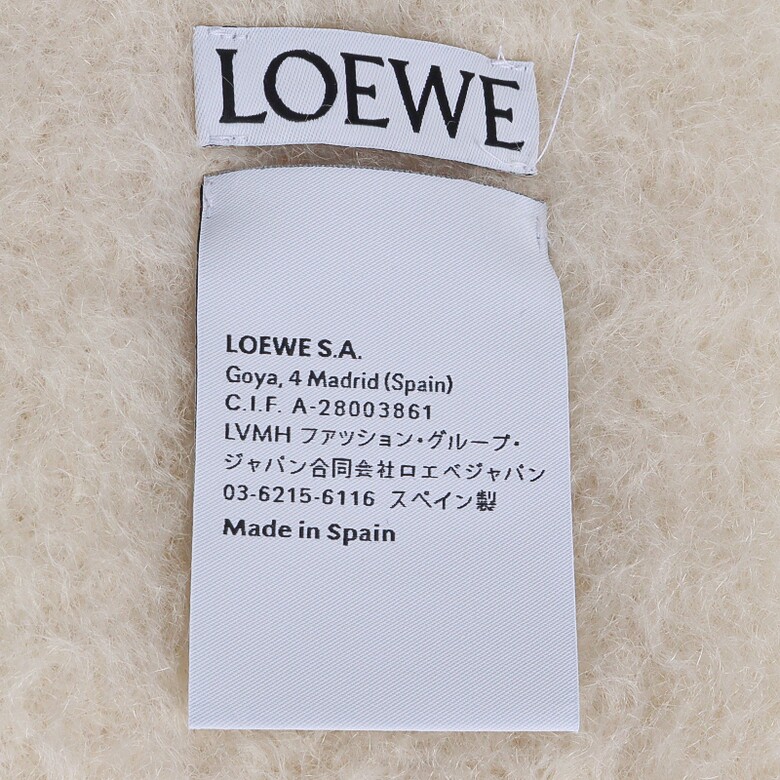 LOEWE
LOEWE S.A.
Goya, 4 Madrid (Spain)
C.I.F. A-28003861
LVMH ファッション・グループ・
ジャパン合同会社ロエベジャパン
03-6215-6116 スペイン製
Made in Spain